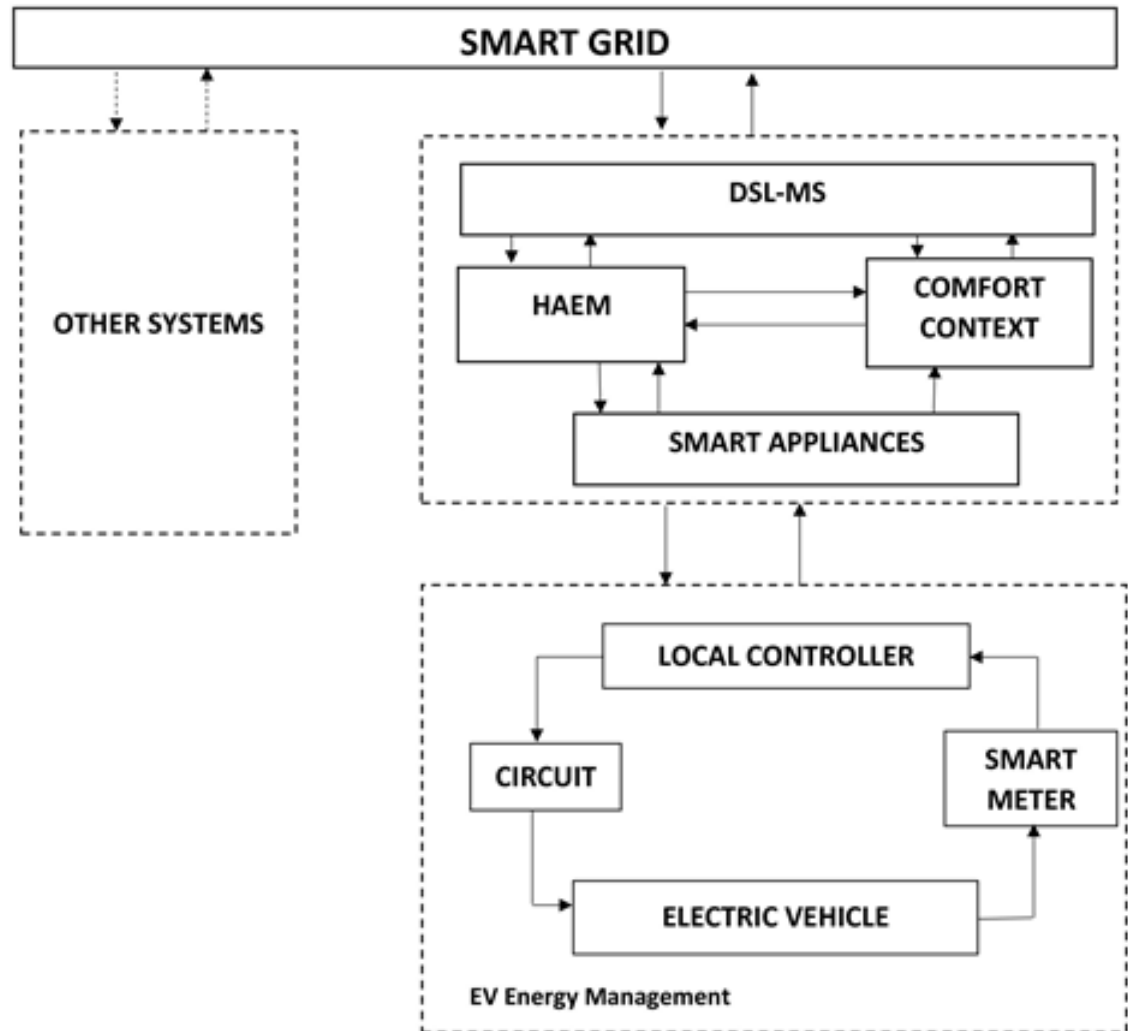 SMART GRID
OTHER SYSTEMS
DSL-MS
HAEM
COMFORT
CONTEXT
SMART APPLIANCES
LOCAL CONTROLLER
CIRCUIT
SMART
METER
ELECTRIC VEHICLE
EV Energy Management